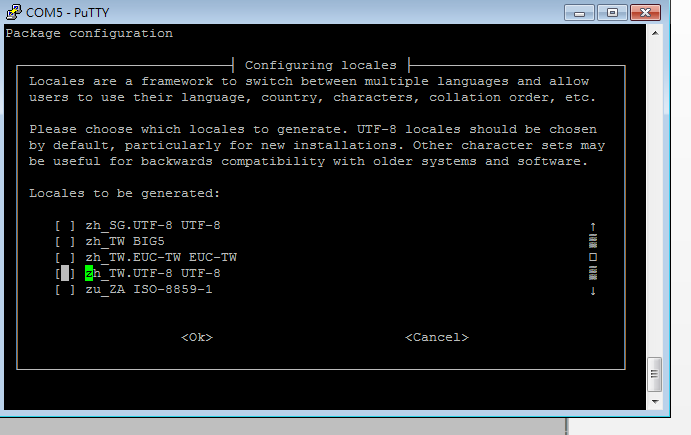 COM5 - PuTTY
Package configuration
Configuring locales
Locales are a framework to switch between multiple languages and allow
users to use their language, country, characters, collation order, etc.
Please choose which locales to generate. UTF-8 locales should be chosen
by default, particularly for new installations. Other character sets may
be useful for backwards compatibility with older systems and software.
Locales to be generated:
[ ] zh_SG.UTF-8 UTF-8
[ ] zh_TW BIG5
[ ] zh_TW.EUC-TW EUC-TW
[ ] zh_TW.UTF-8 UTF-8
[ ] zu_ZA ISO-8859-1
<Ok> <Cancel>